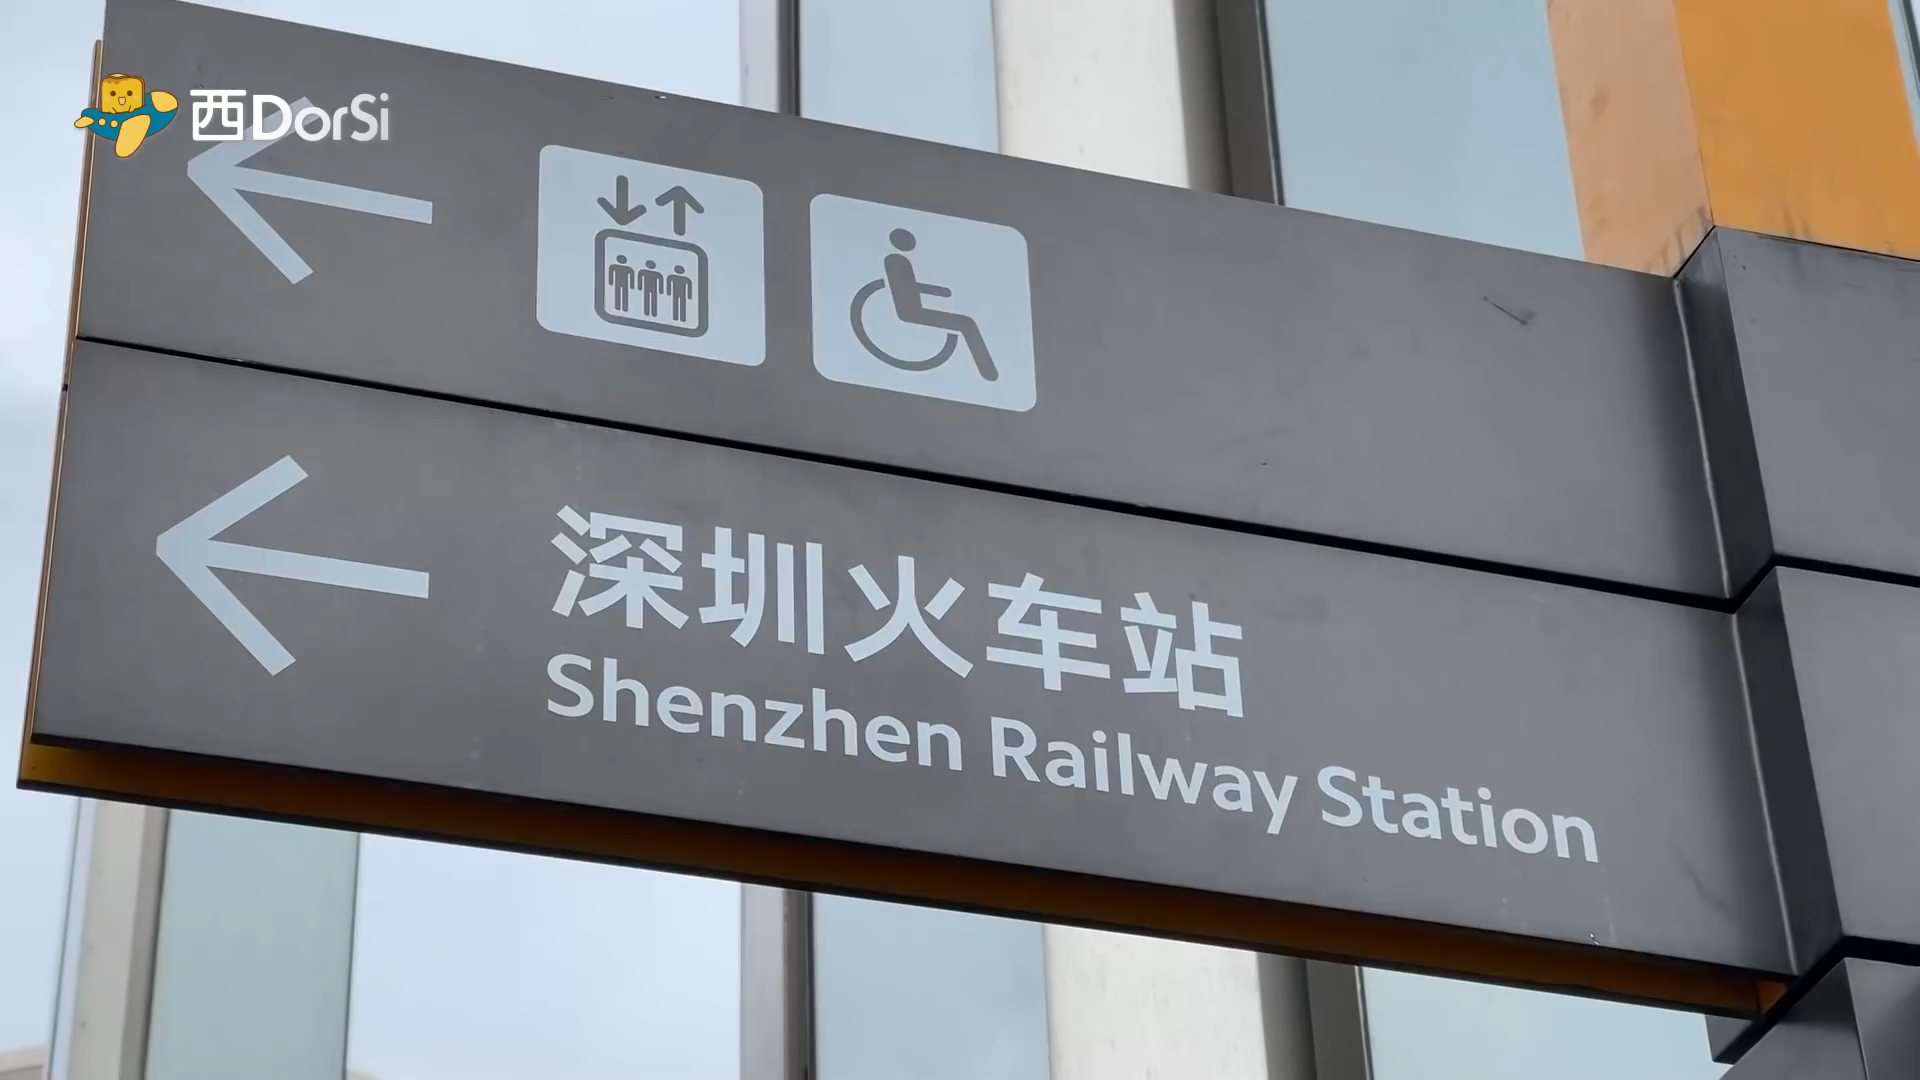 西DorSi
深圳火车站
Shenzhen Railway Station